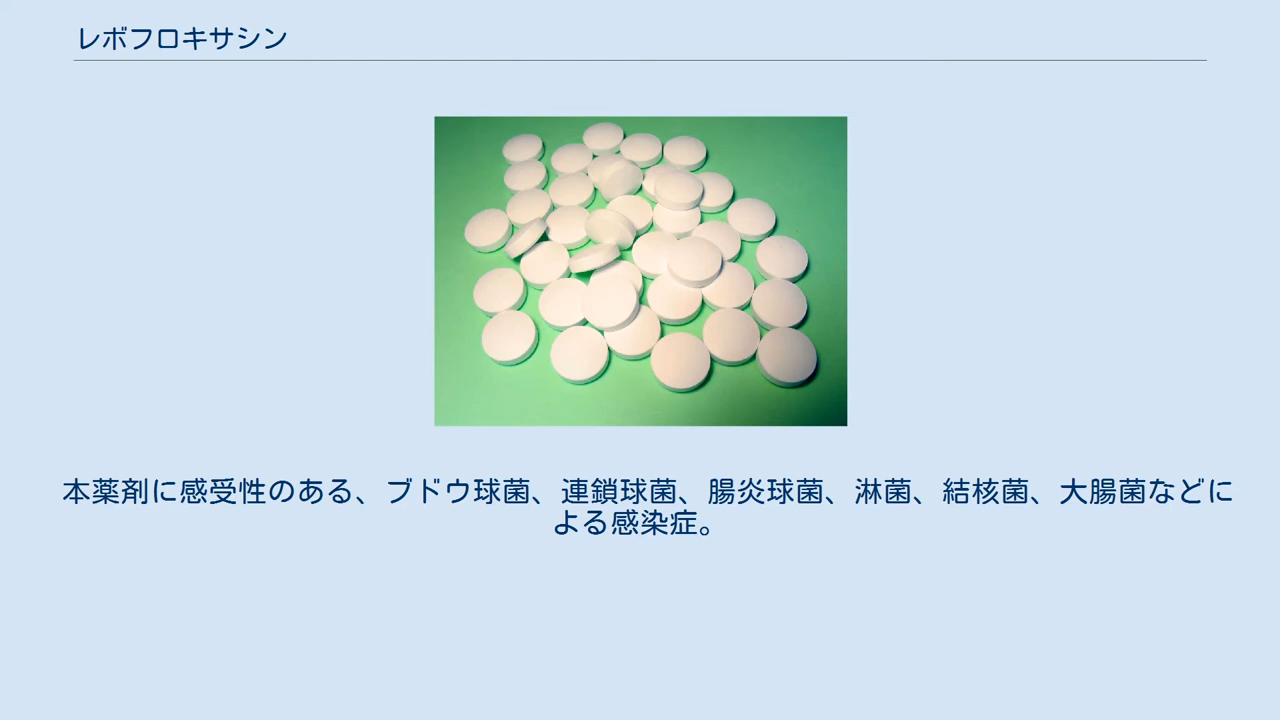 レボフロキサシン
本薬剤に感受性のある、ブドウ球菌、連鎖球菌、腸炎球菌、淋菌、結核菌、大腸菌などに
よる感染症。